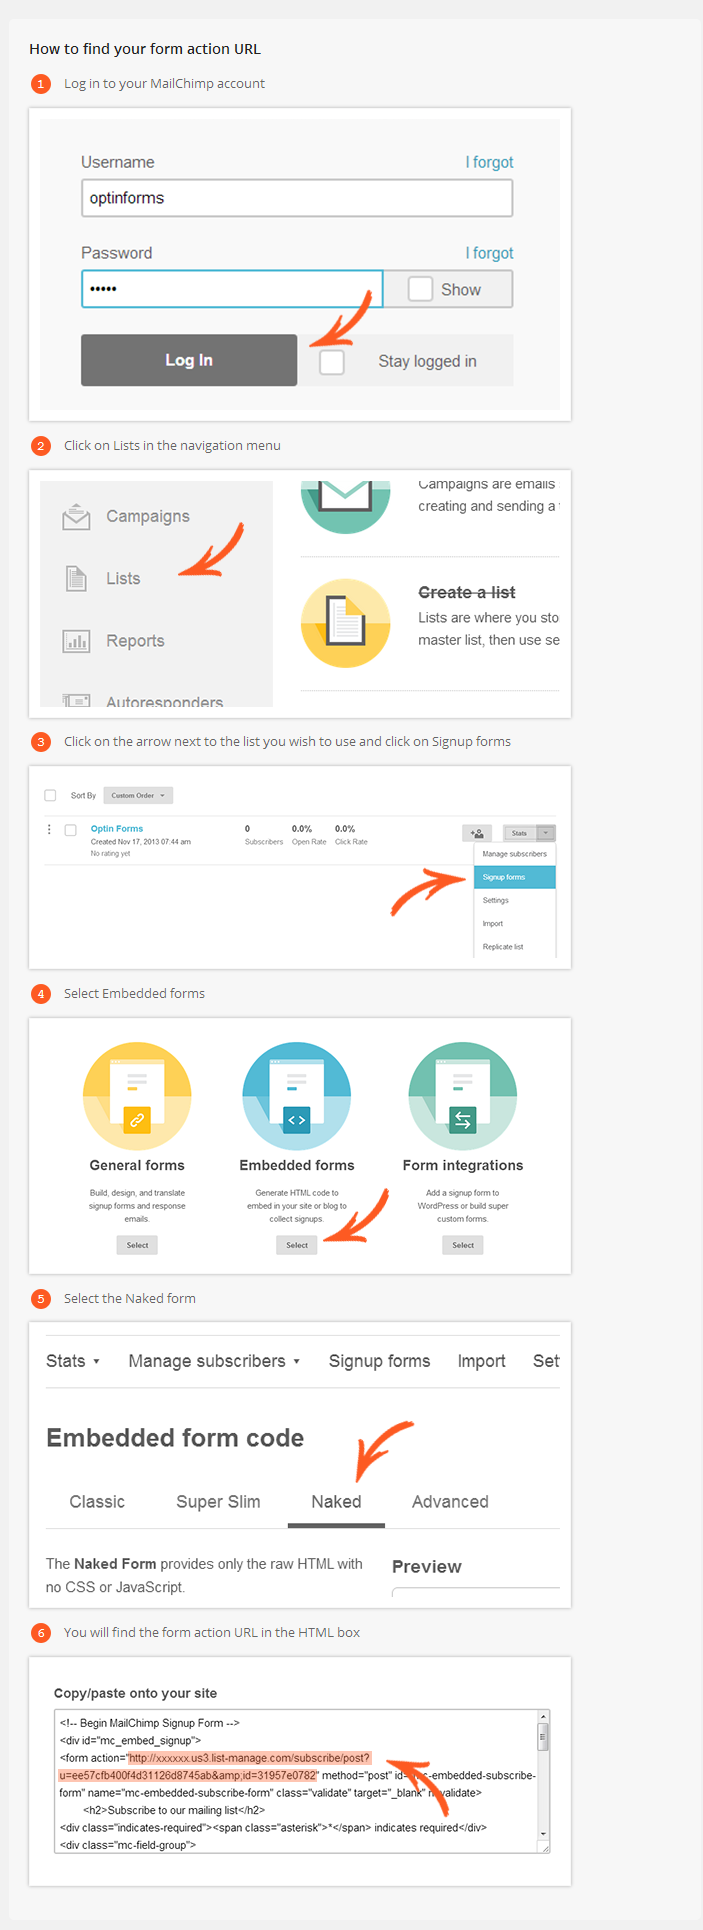 How to find your form action URL
1 Log in to your MailChimp account
Username I forgot
optinforms
Password I forgot
••••• Show
Log In Stay logged in
2 Click on Lists in the navigation menu
Campaigns
Lists
Reports
Autoresponders
Campaigns are emails
creating and sending a
Create a list
Lists are where you sto
master list, then use se
3 Click on the arrow next to the list you wish to use and click on Signup forms
Sort By Custom Order
Optin Forms
Created Nov 17, 2013 07:44 am
No rating yet
0 0.0% 0.0%
Subscribers Open Rate Click Rate
Stats
Manage subscribers
Signup forms
Settings
Import
Replicate list
4 Select Embedded forms
General forms
Build, design, and translate
signup forms and response
emails.
Select
Embedded forms
Generate HTML code to
embed in your site or blog to
collect signups.
Select
Form integrations
Add a signup form to
WordPress or build super
custom forms.
Select
5 Select the Naked form
Stats Manage subscribers Signup forms Import Set
Embedded form code
Classic Super Slim Naked Advanced
The Naked Form provides only the raw HTML with
no CSS or JavaScript.
Preview
6 You will find the form action URL in the HTML box
Copy/paste onto your site
<!-- Begin MailChimp Signup Form -->
<div id="mc_embed_signup">
<form action="http://xxxxxx.us3.list-manage.com/subscribe/post?
u=ee57cfb400f4d31126d8745ab&amp;id=31957e0782" method="post" id="mc-embedded-subscribe-
form" name="mc-embedded-subscribe-form" class="validate" target="_blank" novalidate>
<h2>Subscribe to our mailing list</h2>
<div class="indicates-required"><span class="asterisk">*</span> indicates required</div>
<div class="mc-field-group">